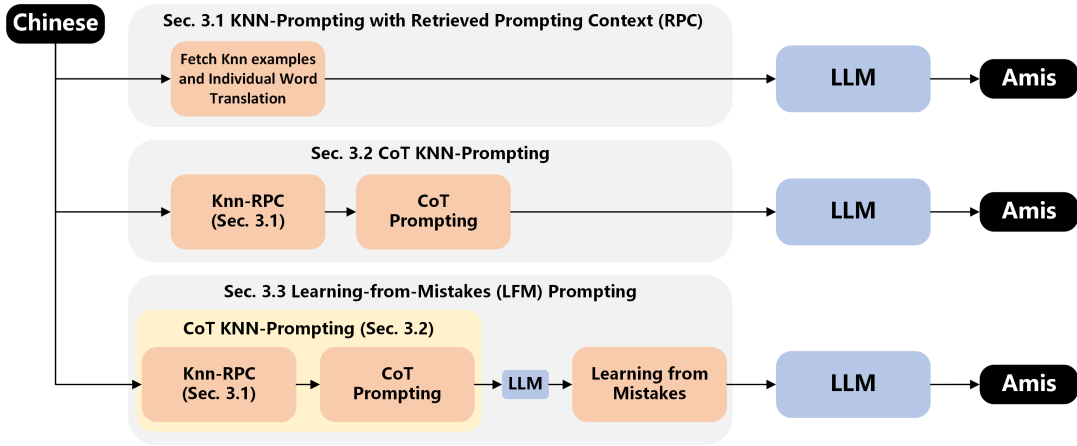 Chinese
Sec. 3.1 KNN-Prompting with Retrieved Prompting Context (RPC)
Fetch Knn examples
and Individual Word
Translation
LLM
Amis
Sec. 3.2 CoT KNN-Prompting
Knn-RPC
(Sec. 3.1)
CoT
Prompting
LLM
Amis
Sec. 3.3 Learning-from-Mistakes (LFM) Prompting
CoT KNN-Prompting (Sec. 3.2)
Knn-RPC
(Sec. 3.1)
CoT
Prompting
LLM
Learning from
Mistakes
LLM
Amis